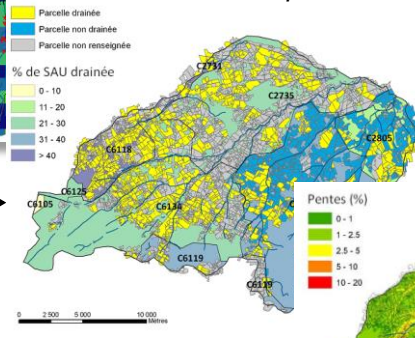 Parcelle drainée
Parcelle non drainée
Parcelle non renseignée
% de SAU drainée
0 - 10
11 - 20
21 - 30
31 - 40
> 40
C2731
C2735
C2805
C6118
C6125
C6105
C6134
C6119
C6119
0 2 500 5 000 10 000
Mètres
Pentes (%)
0 - 1
1 - 2.5
2.5 - 5
5 - 10
10 - 20